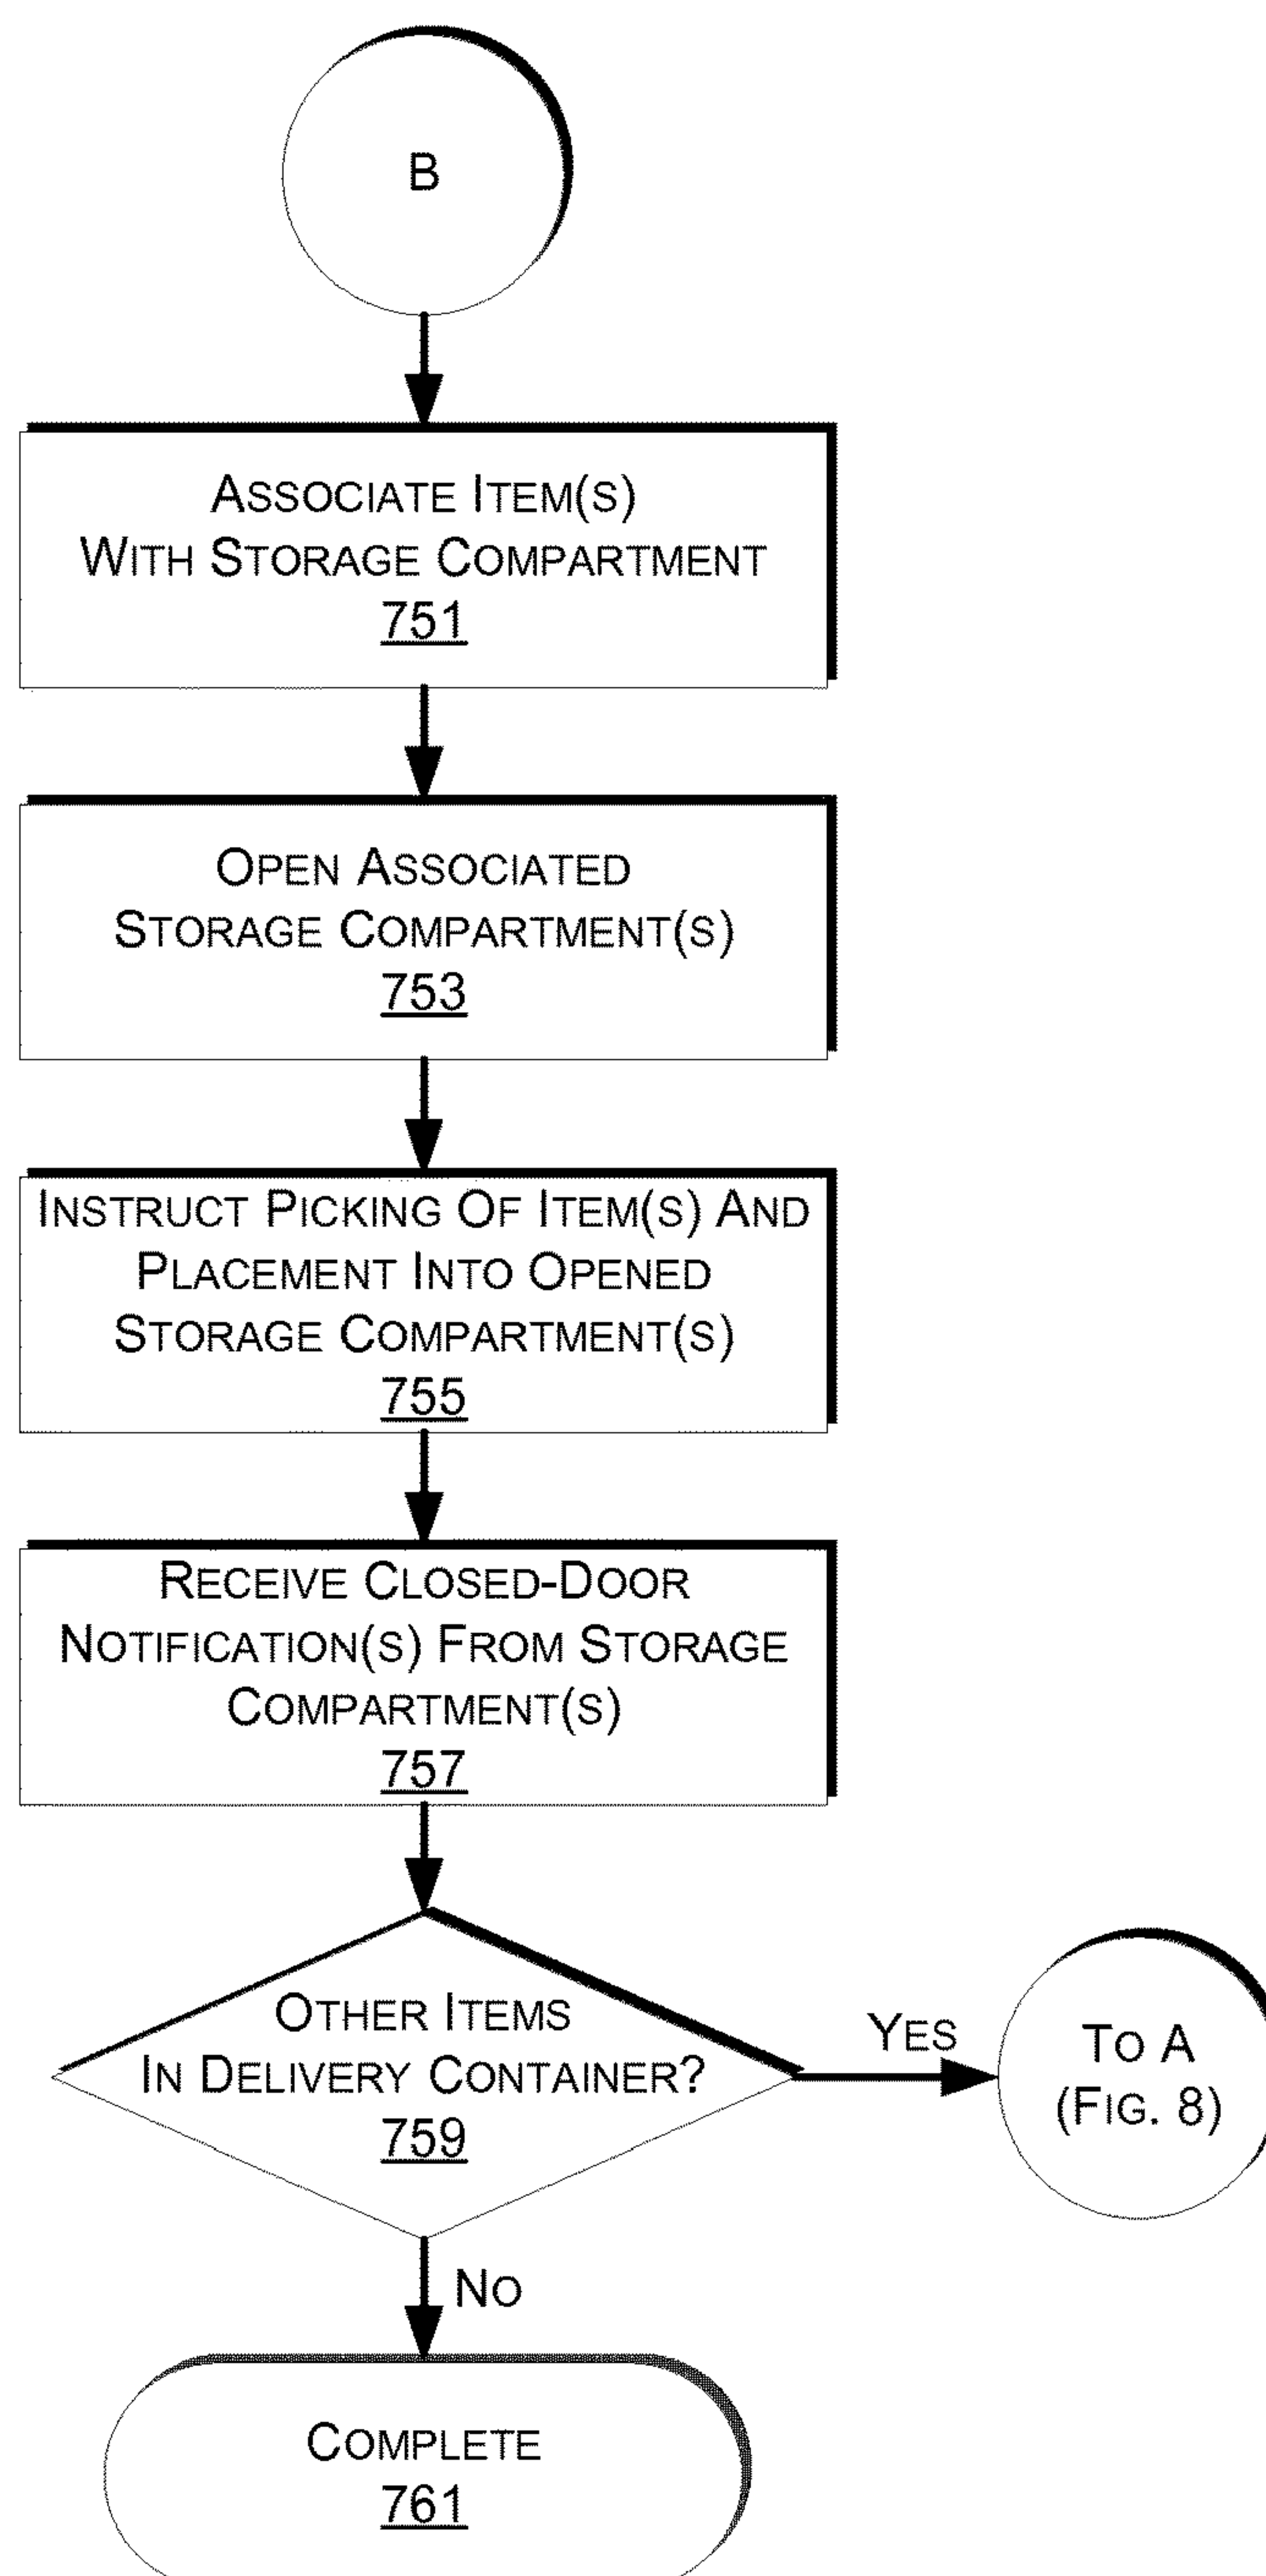 B
ASSOCIATE ITEM(S)
WITH STORAGE COMPARTMENT
751
OPEN ASSOCIATED
STORAGE COMPARTMENT(S)
753
INSTRUCT PICKING OF ITEM(S) AND
PLACEMENT INTO OPENED
STORAGE COMPARTMENT(S)
755
RECEIVE CLOSED-DOOR
NOTIFICATION(S) FROM STORAGE
COMPARTMENT(S)
757
OTHER ITEMS
IN DELIVERY CONTAINER?
759
YES
TO A
(FIG. 8)
NO
COMPLETE
761